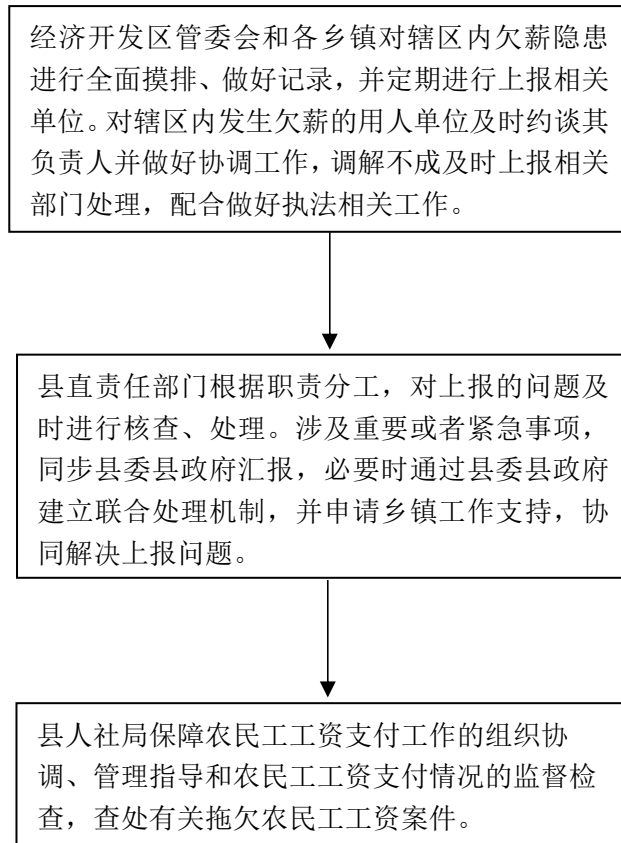 经济开发区管委会和各乡镇对辖区内欠薪隐患
进行全面摸排、做好记录，并定期进行上报相关
单位。对辖区内发生欠薪的用人单位及时约谈其
负责人并做好协调工作，调解不成及时上报相关
部门处理，配合做好执法相关工作。
县直责任部门根据职责分工，对上报的问题及
时进行核查、处理。涉及重要或者紧急事项，
同步县委县政府汇报，必要时通过县委县政府
建立联合处理机制，并申请乡镇工作支持，协
同解决上报问题。
县人社局保障农民工工资支付工作的组织协
调、管理指导和农民工工资支付情况的监督检
查，查处有关拖欠农民工工资案件。